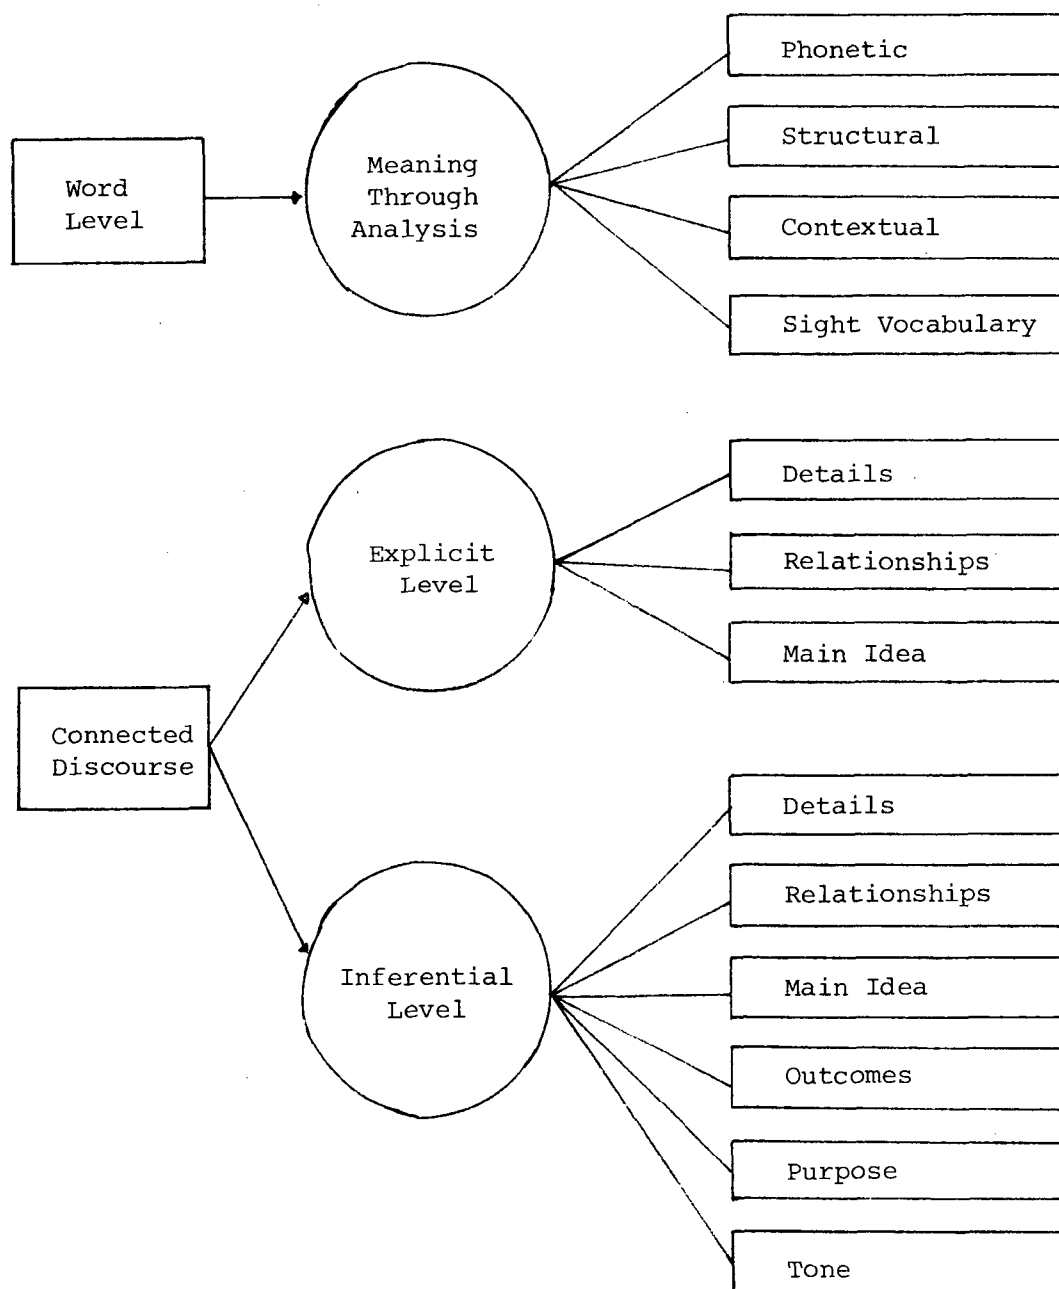 Phonetic
Structural
Contextual
Sight Vocabulary
Word
Level
Meaning
Through
Analysis
Explicit
Level
Details
Relationships
Main Idea
Connected
Discourse
Inferential
Level
Details
Relationships
Main Idea
Outcomes
Purpose
Tone